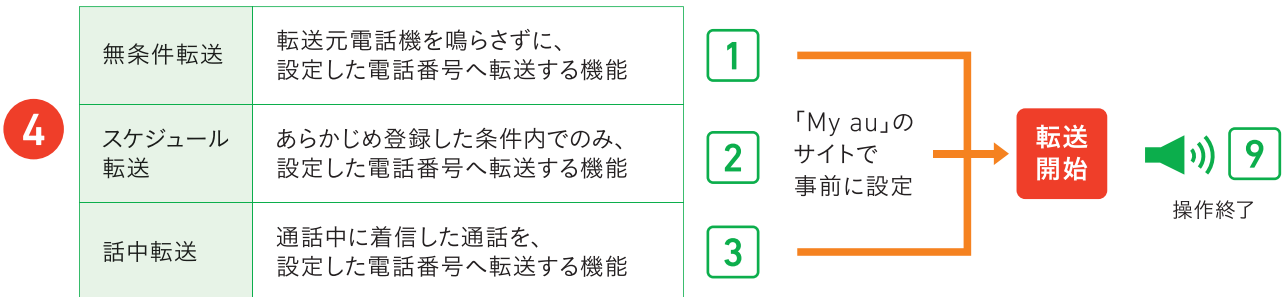 4
無条件転送
転送元電話機を鳴らさずに、
設定した電話番号へ転送する機能
1
スケジュール
転送
あらかじめ登録した条件内でのみ、
設定した電話番号へ転送する機能
2
「My au」の
サイトで
事前に設定
話中転送
通話中に着信した通話を、
設定した電話番号へ転送する機能
3
転送
開始
9
操作終了